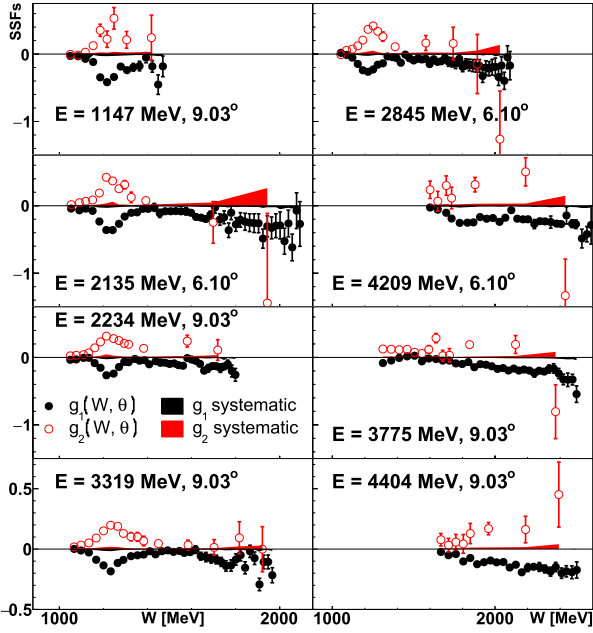 SSFs
0
−1
E = 1147 MeV, 9.03°
E = 2845 MeV, 6.10°
0
−1
E = 2135 MeV, 6.10°
E = 4209 MeV, 6.10°
E = 2234 MeV, 9.03°
0
−1
g₁(W, θ)
g₁ systematic
g₂(W, θ)
g₂ systematic
E = 3775 MeV, 9.03°
E = 3319 MeV, 9.03°
E = 4404 MeV, 9.03°
0.5
0
−0.5
1000 W [MeV] 2000 1000 2000 W [MeV]